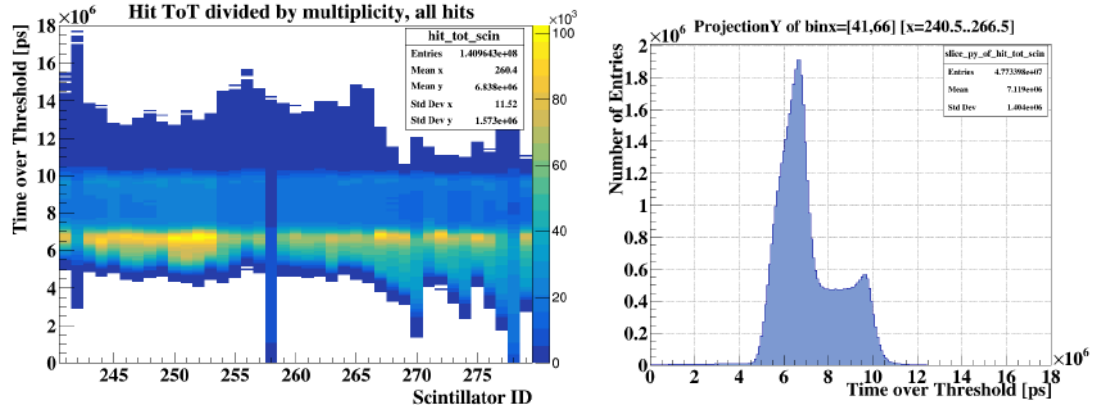 Hit ToT divided by multiplicity, all hits
×10⁶
×10³
Time over Threshold [ps]
18
16
14
12
10
8
6
4
2
0
hit_tot_scin
Entries 1.409643e+08
Mean x 260.4
Mean y 6.838e+06
Std Dev x 11.52
Std Dev y 1.573e+06
100
80
60
40
20
0
245 250 255 260 265 270 275
Scintillator ID
ProjectionY of binx=[41,66] [x=240.5..266.5]
×10⁶
Number of Entries
2
1.8
1.6
1.4
1.2
1
0.8
0.6
0.4
0.2
0
slice_py_of_hit_tot_scin
Entries 4.773398e+07
Mean 7.119e+06
Std Dev 1.404e+06
0 2 4 6 8 10 12 14 16 18
×10⁶
Time over Threshold [ps]